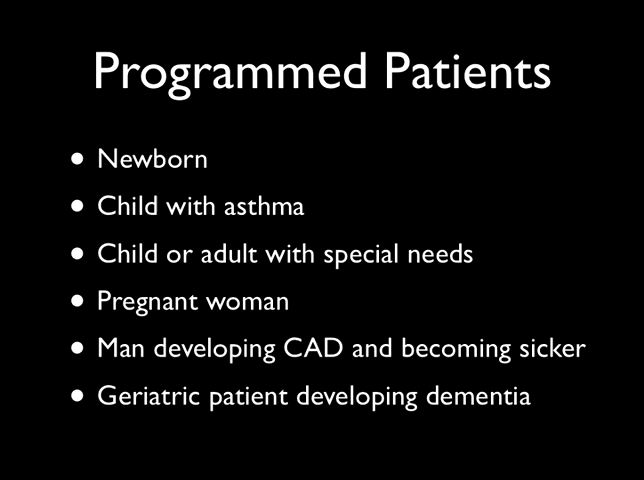 Programmed Patients
• Newborn
• Child with asthma
• Child or adult with special needs
• Pregnant woman
• Man developing CAD and becoming sicker
• Geriatric patient developing dementia